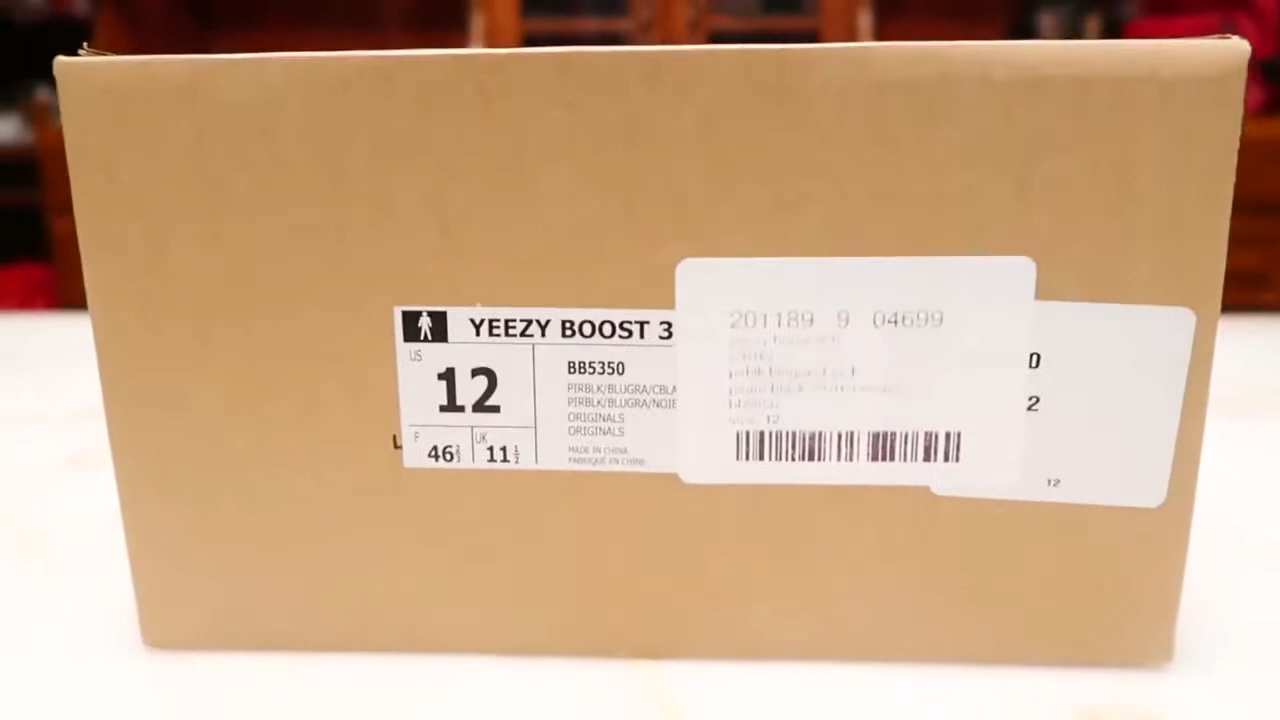 YEEZY BOOST 3
US
12
BB5350
PIRBLK/BLUGRA/CBLA
PIRBLK/BLUGRA/NOIE
ORIGINALS
ORIGINALS
F
46⅔
UK
11½
MADE IN CHINA
FABRIQUÉ EN CHINE
201189 9 04699
12
0
2
12